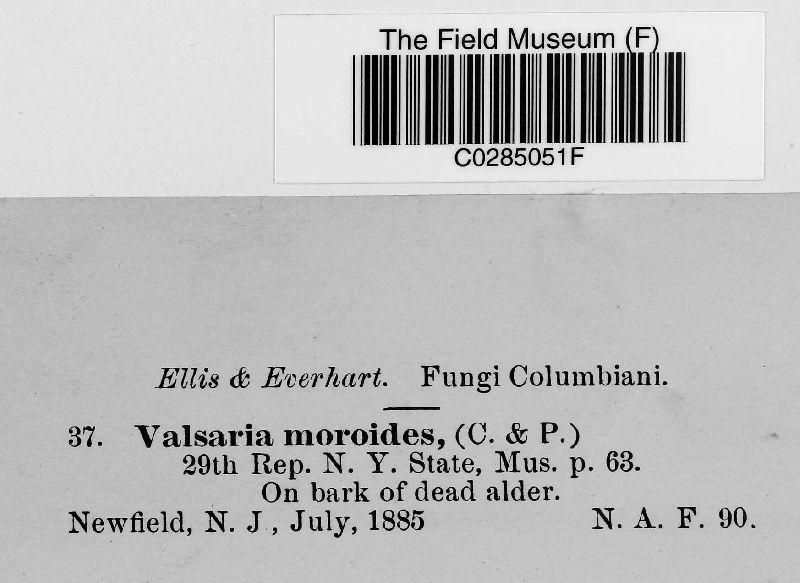 The Field Museum (F)
C0285051F
Ellis & Everhart. Fungi Columbiani.
37. Valsaria moroides, (C. & P.)
29th Rep. N. Y. State, Mus. p. 63.
On bark of dead alder.
Newfield, N. J , July, 1885 N. A. F. 90.